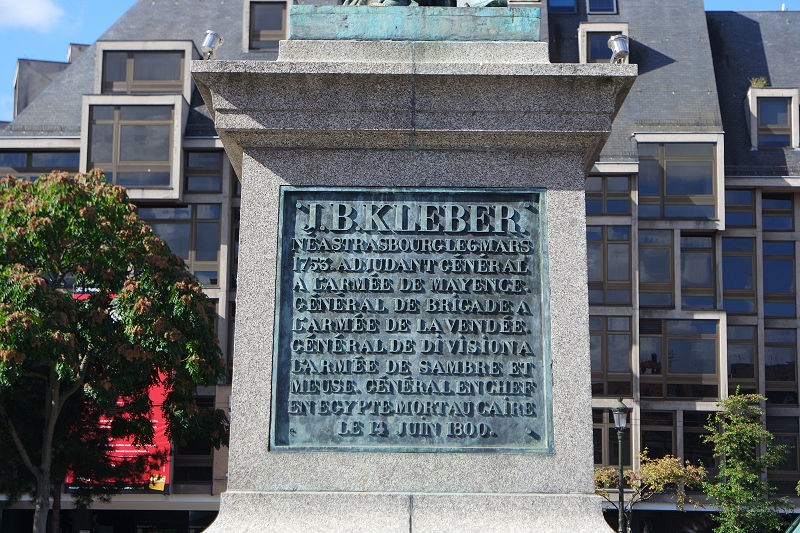 J.B.KLEBER.
NÉ A STRASBOURG LE 6 MARS
1753. ADJUDANT GÉNÉRAL
A L'ARMÉE DE MAYENCE.
GÉNÉRAL DE BRIGADE A
L'ARMÉE DE LA VENDÉE.
GÉNÉRAL DE DIVISION A
L'ARMÉE DE SAMBRE ET
MEUSE. GÉNÉRAL EN CHEF
EN EGYPTE MORT AU CAIRE
LE 14 JUIN 1800.